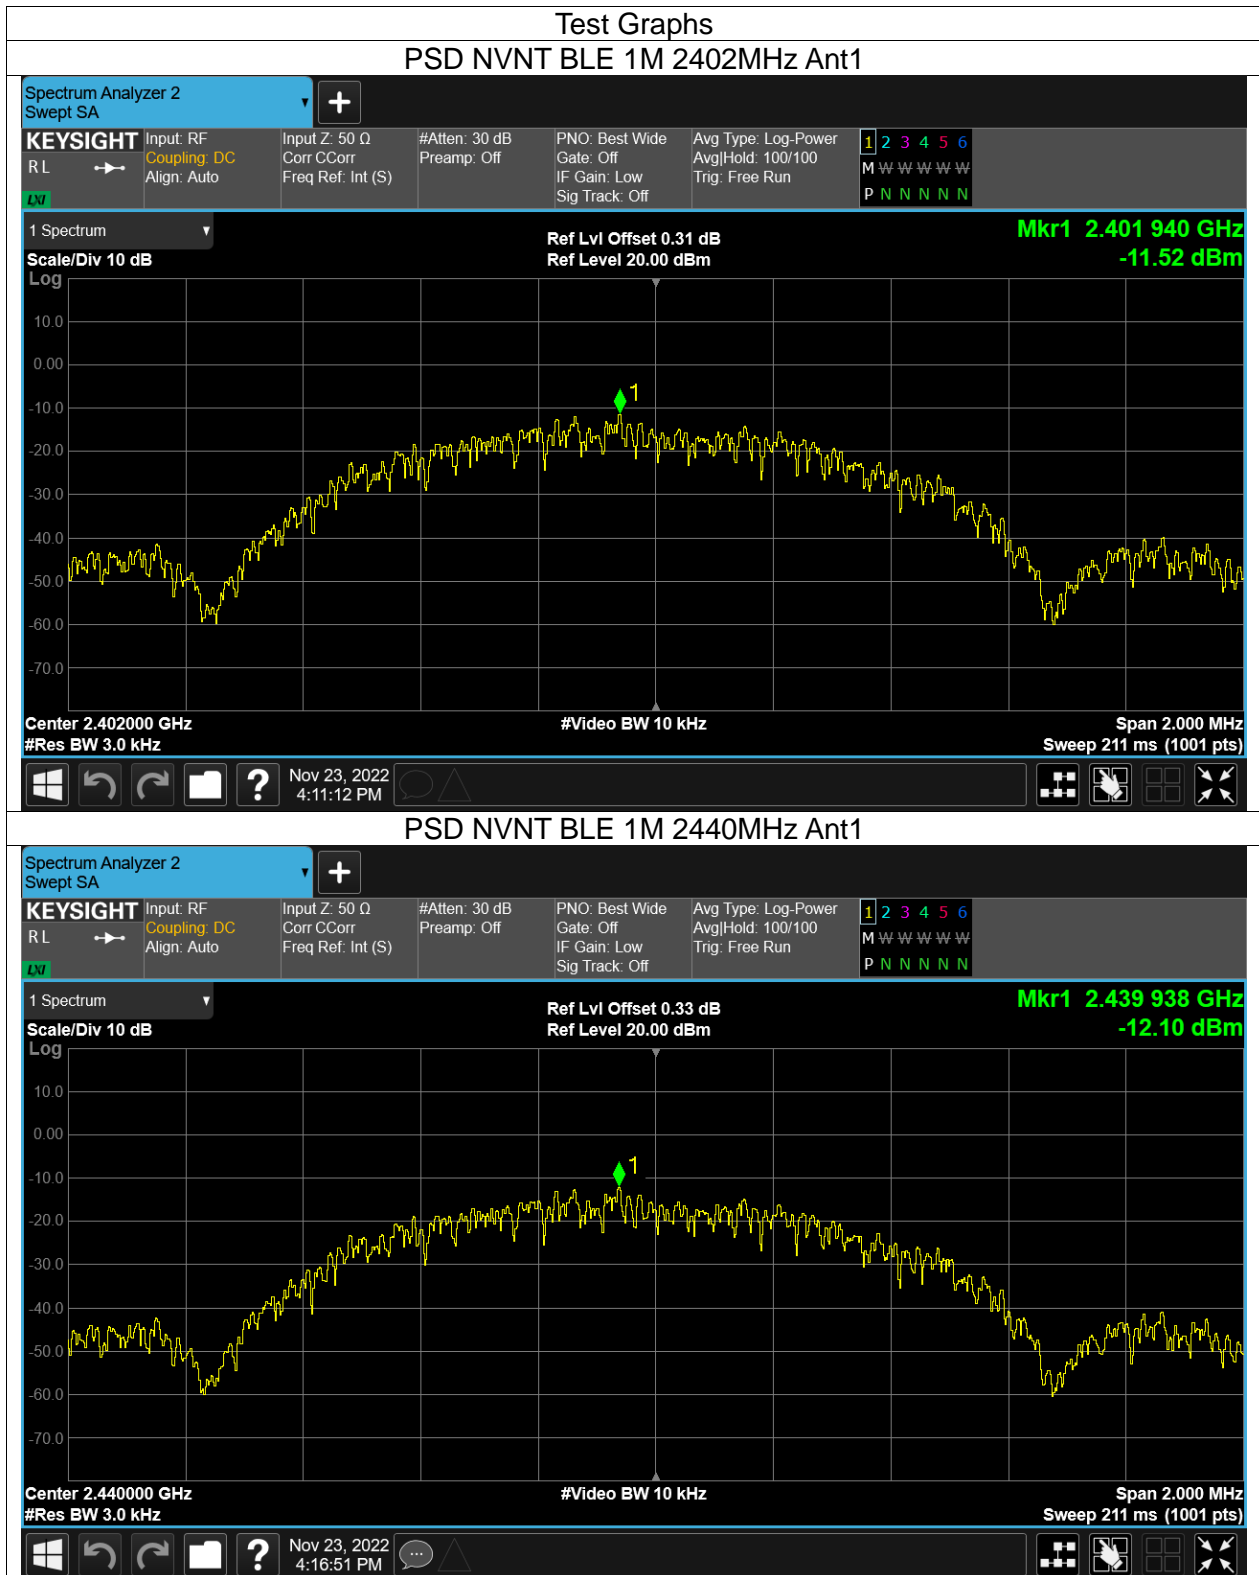 Test Graphs
PSD NVNT BLE 1M 2402MHz Ant1
Spectrum Analyzer 2
Swept SA
KEYSIGHT Input: RF Input Z: 50 Ω #Atten: 30 dB PNO: Best Wide Avg Type: Log-Power 1 2 3 4 5 6
R L Coupling: DC Corr CCorr Preamp: Off Gate: Off Avg|Hold: 100/100 M W W W W W
Align: Auto Freq Ref: Int (S) IF Gain: Low Trig: Free Run
LXI Sig Track: Off P N N N N N
1 Spectrum Ref Lvl Offset 0.31 dB Mkr1 2.401 940 GHz
Scale/Div 10 dB Ref Level 20.00 dBm -11.52 dBm
Log
10.0
0.00
1
-10.0
-20.0
-30.0
-40.0
-50.0
-60.0
-70.0
Center 2.402000 GHz #Video BW 10 kHz Span 2.000 MHz
#Res BW 3.0 kHz Sweep 211 ms (1001 pts)
? Nov 23, 2022
4:11:12 PM
PSD NVNT BLE 1M 2440MHz Ant1
Spectrum Analyzer 2
Swept SA
KEYSIGHT Input: RF Input Z: 50 Ω #Atten: 30 dB PNO: Best Wide Avg Type: Log-Power 1 2 3 4 5 6
R L Coupling: DC Corr CCorr Preamp: Off Gate: Off Avg|Hold: 100/100 M W W W W W
Align: Auto Freq Ref: Int (S) IF Gain: Low Trig: Free Run
LXI Sig Track: Off P N N N N N
1 Spectrum Ref Lvl Offset 0.33 dB Mkr1 2.439 938 GHz
Scale/Div 10 dB Ref Level 20.00 dBm -12.10 dBm
Log
10.0
0.00
1
-10.0
-20.0
-30.0
-40.0
-50.0
-60.0
-70.0
Center 2.440000 GHz #Video BW 10 kHz Span 2.000 MHz
#Res BW 3.0 kHz Sweep 211 ms (1001 pts)
? Nov 23, 2022
4:16:51 PM